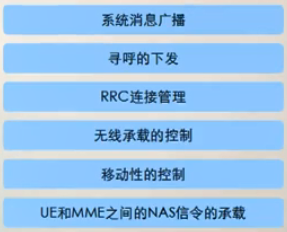 系统消息广播
寻呼的下发
RRC连接管理
无线承载的控制
移动性的控制
UE和MME之间的NAS信令的承载